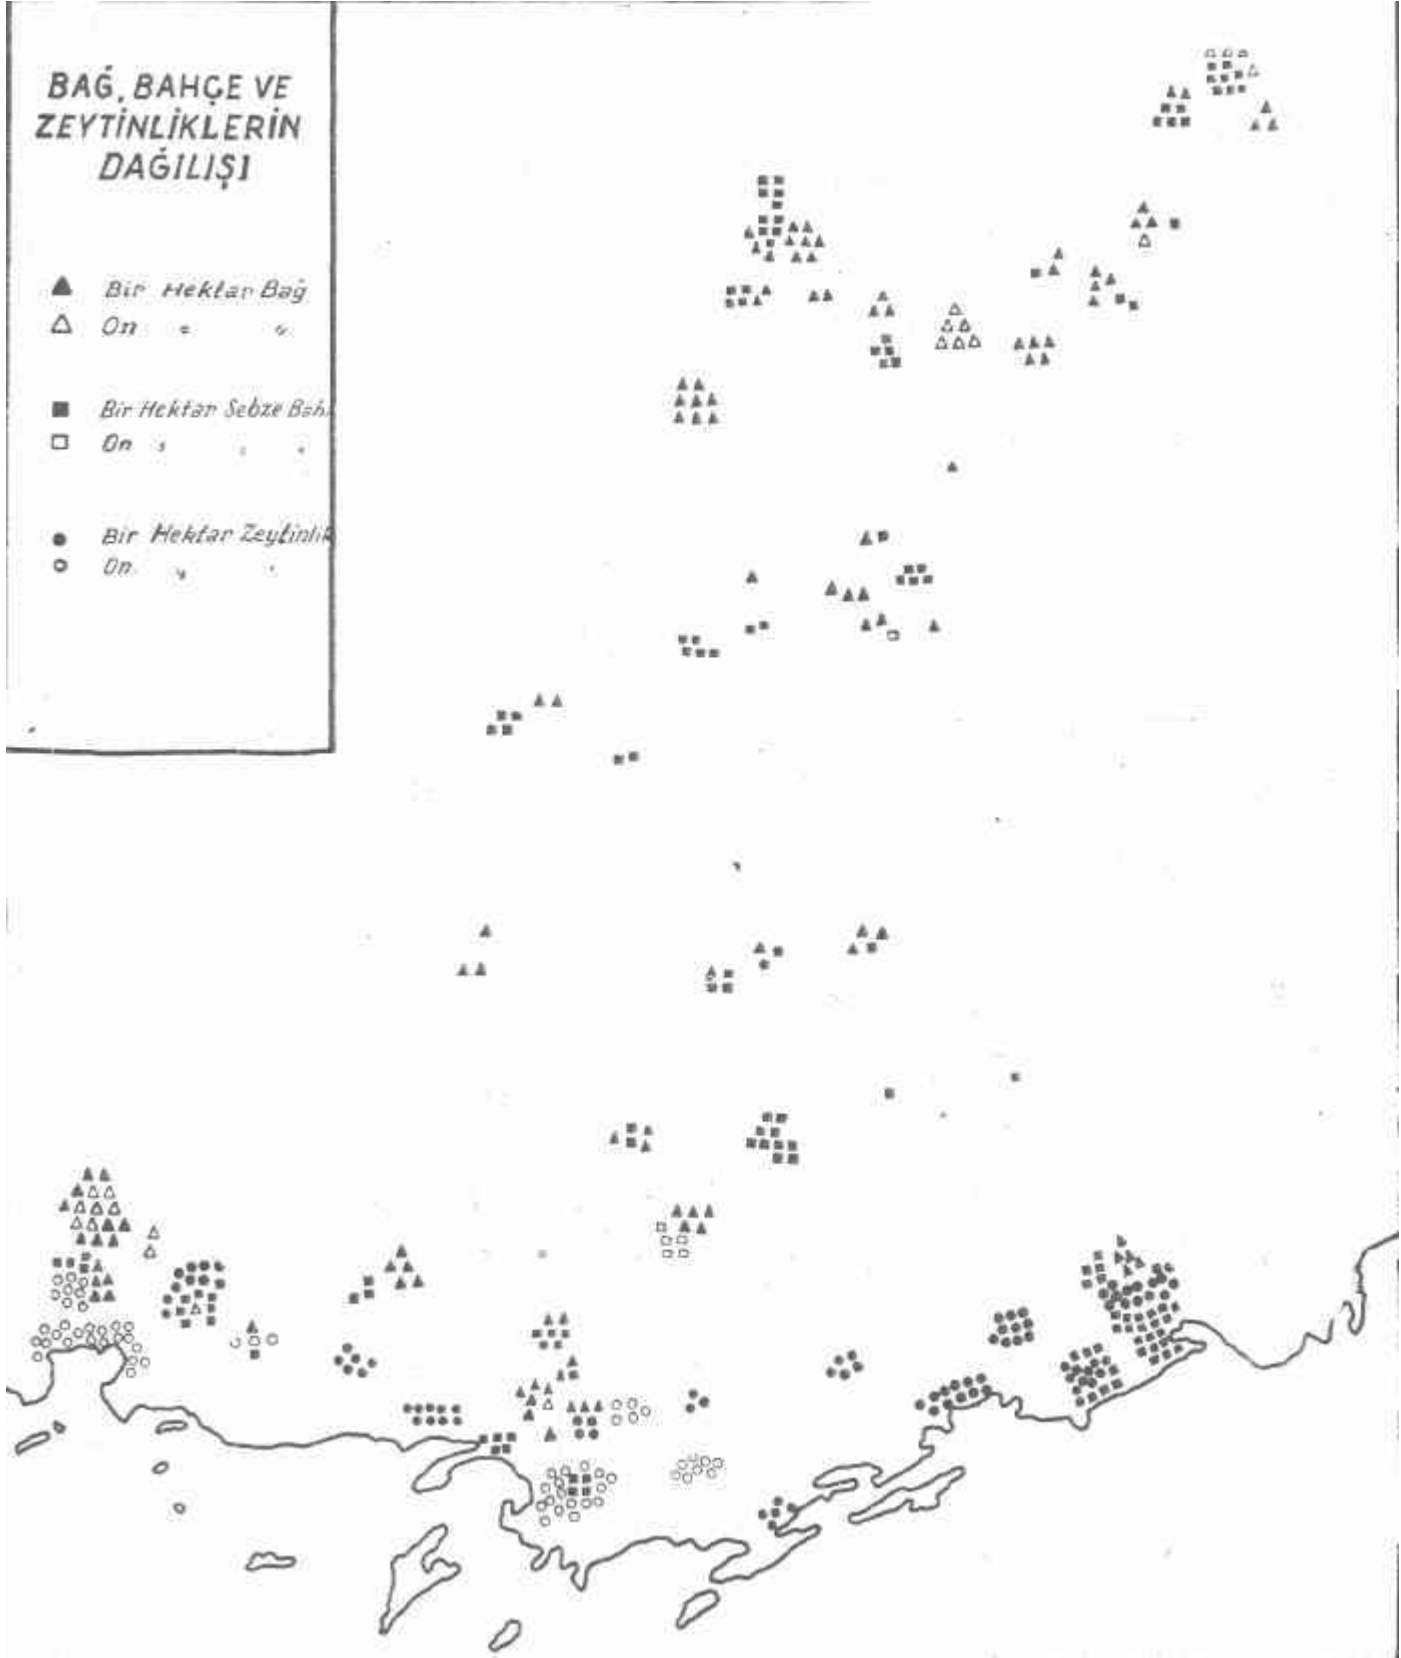 BAĞ, BAHÇE VE
ZEYTİNLİKLERİN
DAĞILIŞI
Bir Hektar Bağ
On " "
Bir Hektar Sebze Bah.
On " " "
Bir Hektar Zeytinlik
On " "